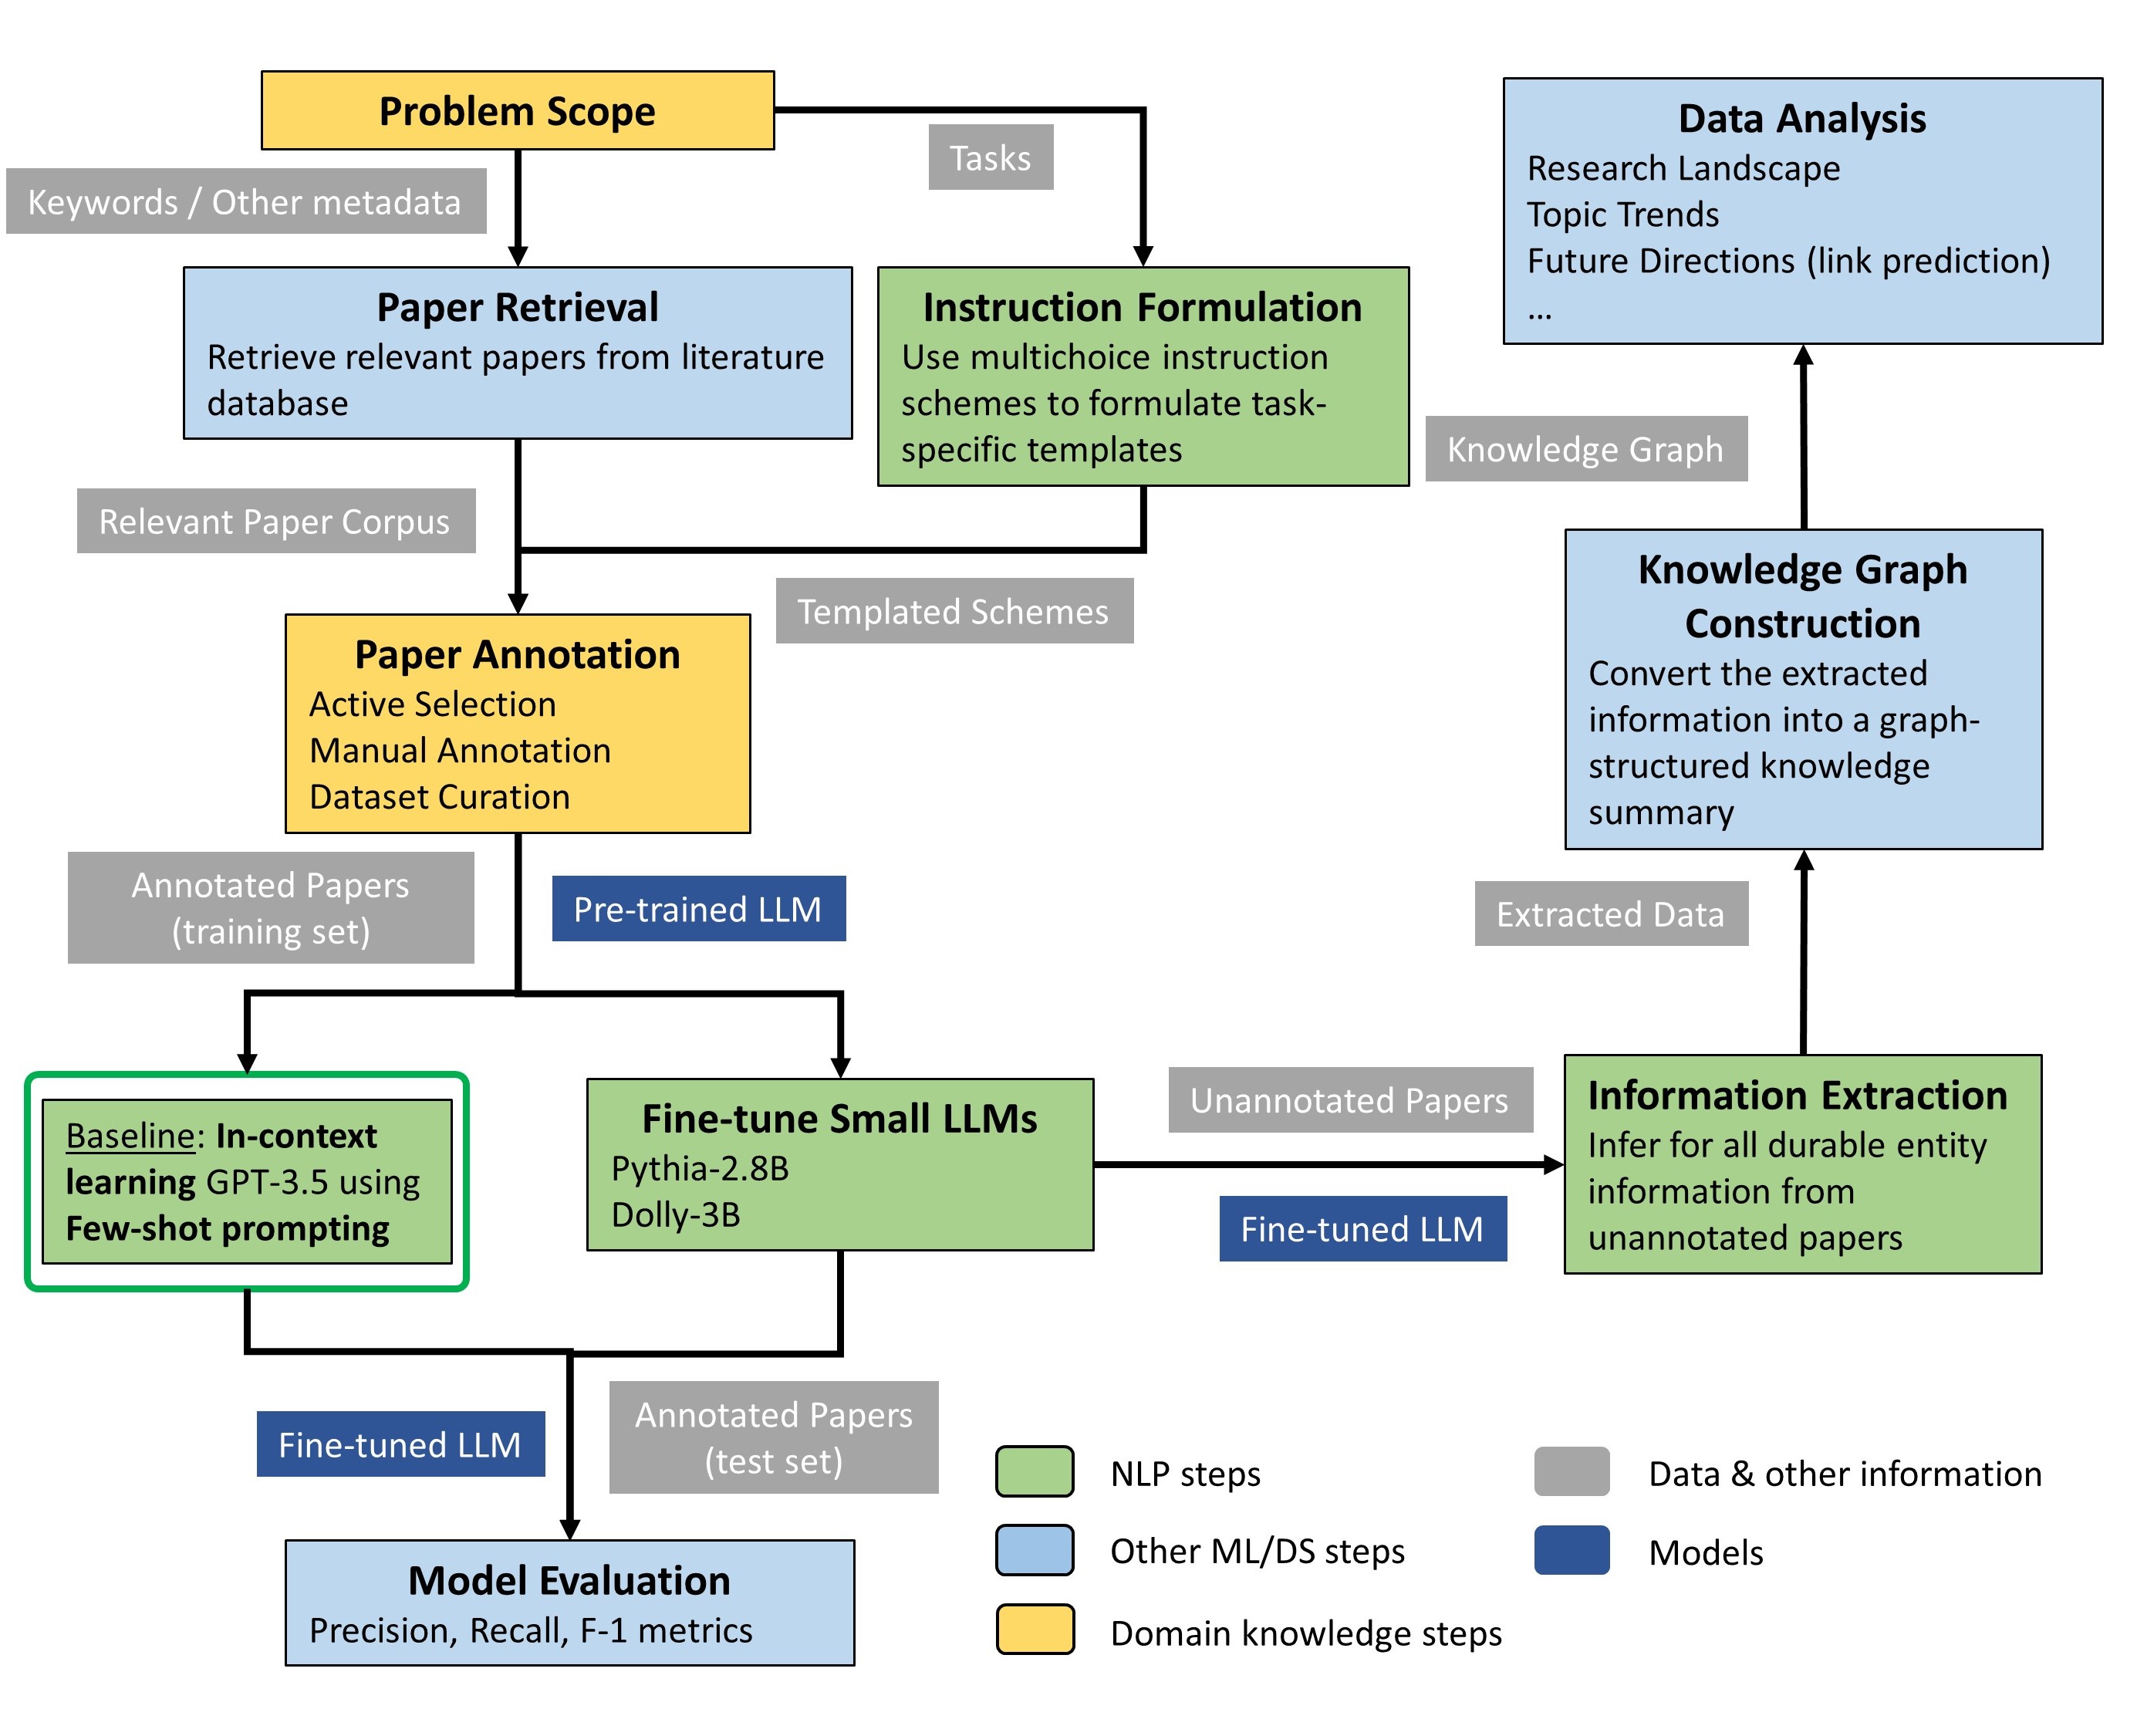 Problem Scope
Keywords / Other metadata
Tasks
Paper Retrieval
Retrieve relevant papers from literature
database
Instruction Formulation
Use multichoice instruction
schemes to formulate task-
specific templates
Relevant Paper Corpus
Templated Schemes
Paper Annotation
Active Selection
Manual Annotation
Dataset Curation
Annotated Papers
(training set)
Pre-trained LLM
Baseline: In-context
learning GPT-3.5 using
Few-shot prompting
Fine-tune Small LLMs
Pythia-2.8B
Dolly-3B
Fine-tuned LLM
Annotated Papers
(test set)
Model Evaluation
Precision, Recall, F-1 metrics
Unannotated Papers
Fine-tuned LLM
Information Extraction
Infer for all durable entity
information from
unannotated papers
Extracted Data
Knowledge Graph
Construction
Convert the extracted
information into a graph-
structured knowledge
summary
Knowledge Graph
Data Analysis
Research Landscape
Topic Trends
Future Directions (link prediction)
...
NLP steps
Other ML/DS steps
Domain knowledge steps
Data & other information
Models